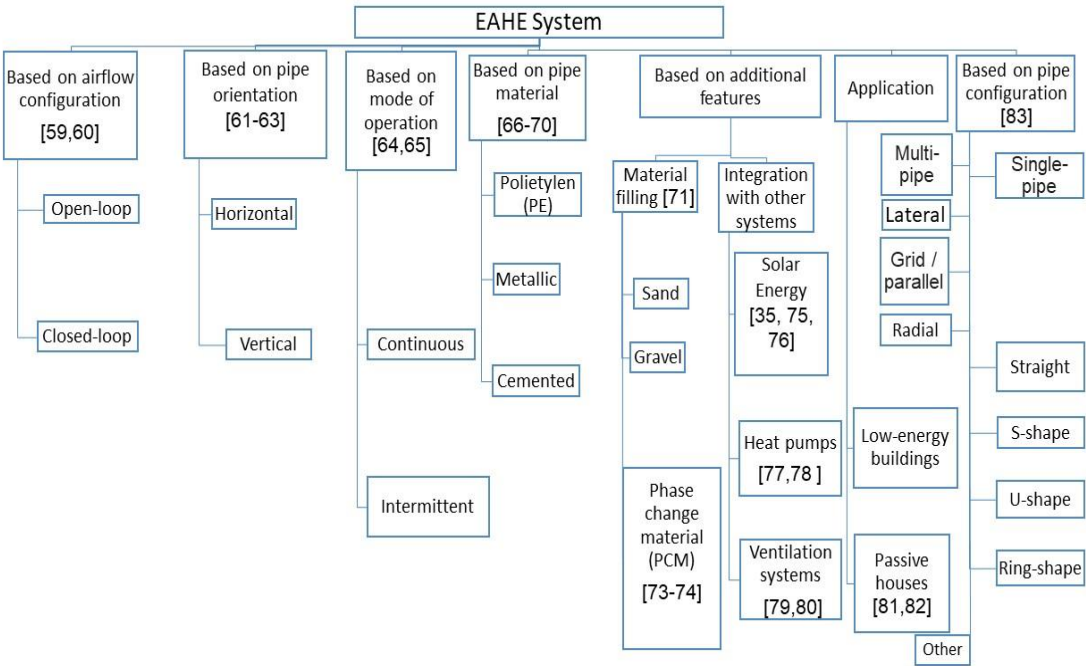 EAHE System
Based on airflow
configuration
[59,60]
Open-loop
Closed-loop
Based on pipe
orientation
[61-63]
Horizontal
Vertical
Based on
mode of
operation
[64,65]
Continuous
Intermittent
Based on pipe
material
[66-70]
Polietylen
(PE)
Metallic
Cemented
Based on additional
features
Material
filling [71]
Sand
Gravel
Phase
change
material
(PCM)
[73-74]
Integration
with other
systems
Solar
Energy
[35, 75,
76]
Heat pumps
[77,78 ]
Ventilation
systems
[79,80]
Application
Low-energy
buildings
Passive
houses
[81,82]
Based on pipe
configuration
[83]
Multi-
pipe
Lateral
Grid /
parallel
Radial
Single-
pipe
Straight
S-shape
U-shape
Ring-shape
Other